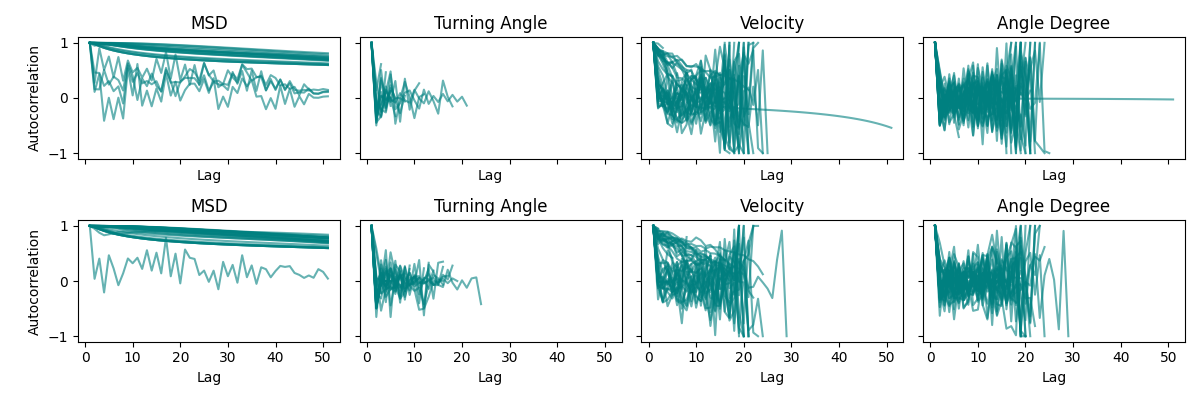 MSD Turning Angle Velocity Angle Degree
Autocorrelation
1
0
−1
Lag Lag Lag Lag
MSD Turning Angle Velocity Angle Degree
Autocorrelation
1
0
−1
0 10 20 30 40 50 0 10 20 30 40 50 0 10 20 30 40 50 0 10 20 30 40 50
Lag Lag Lag Lag